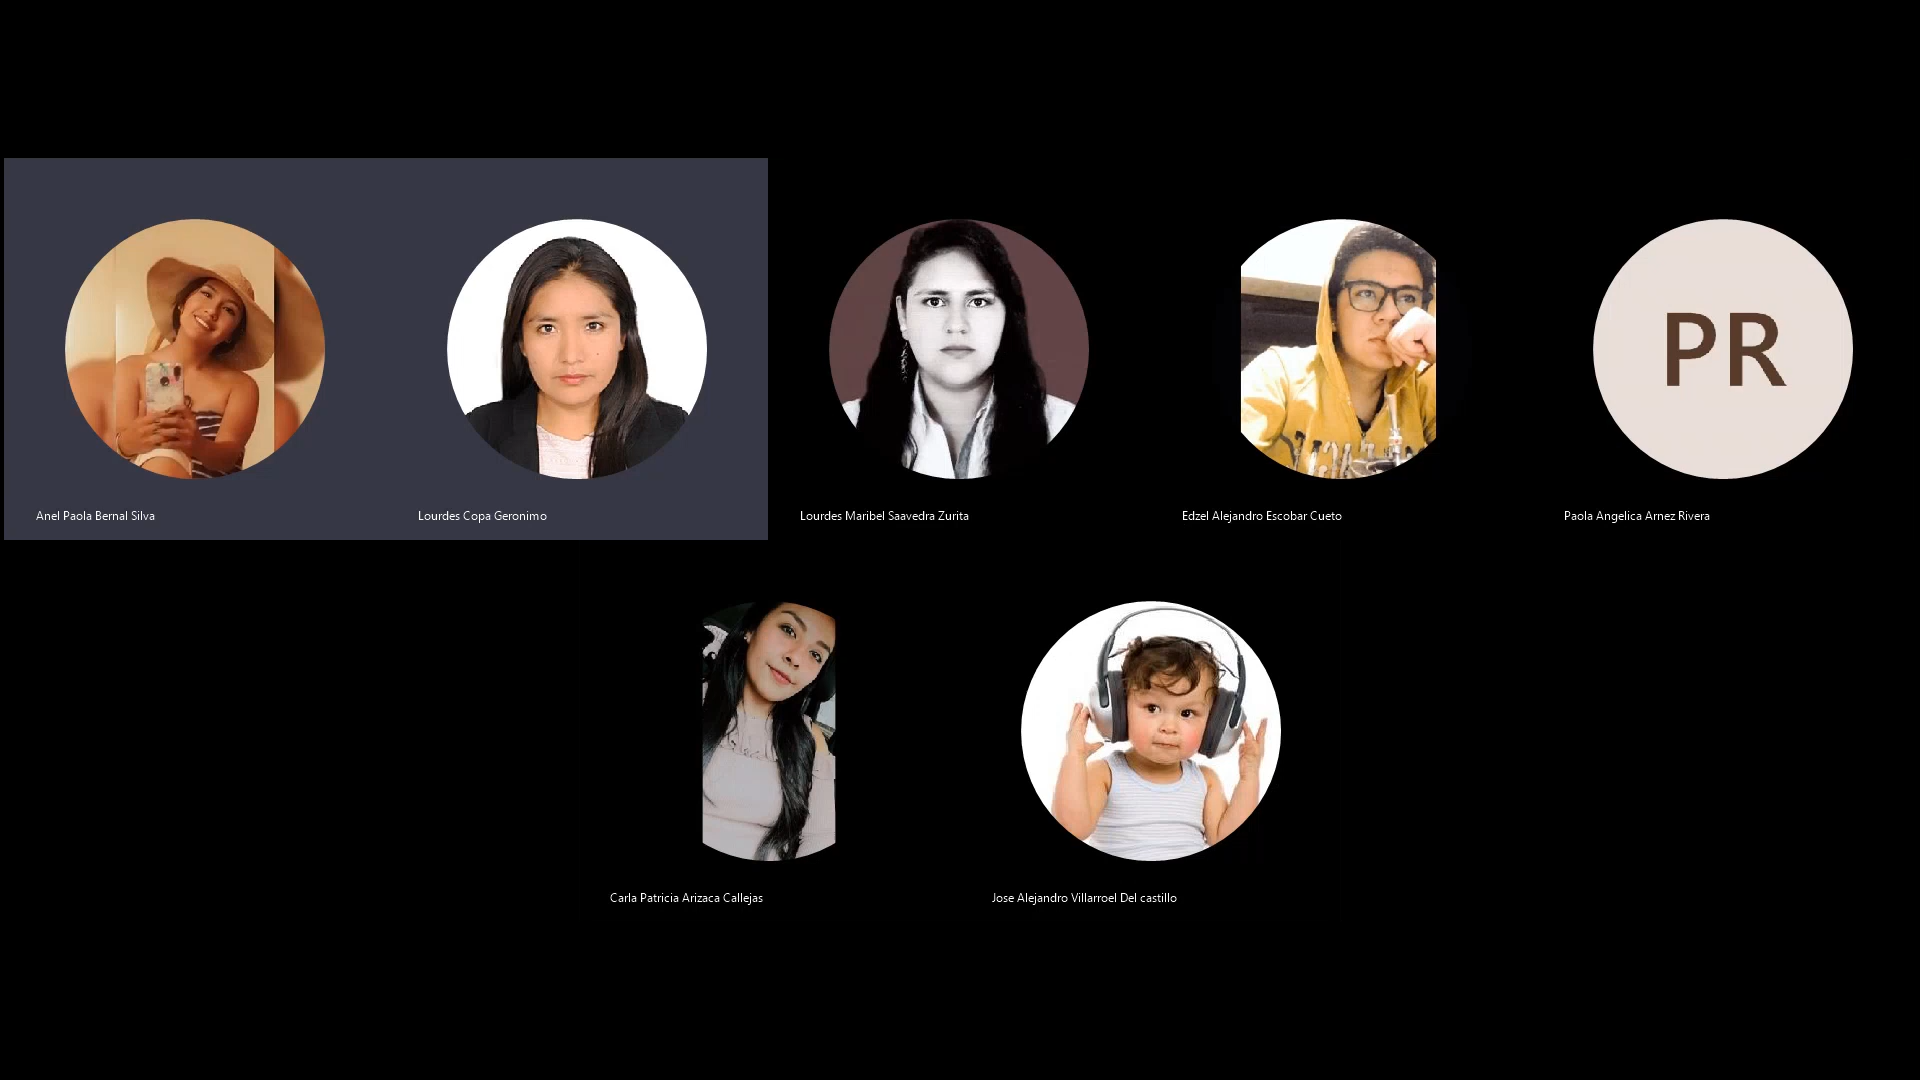 PR
Anel Paola Bernal Silva
Lourdes Copa Geronimo
Lourdes Maribel Saavedra Zurita
Edzel Alejandro Escobar Cueto
Paola Angelica Arnez Rivera
Carla Patricia Arizaca Callejas
Jose Alejandro Villarroel Del castillo